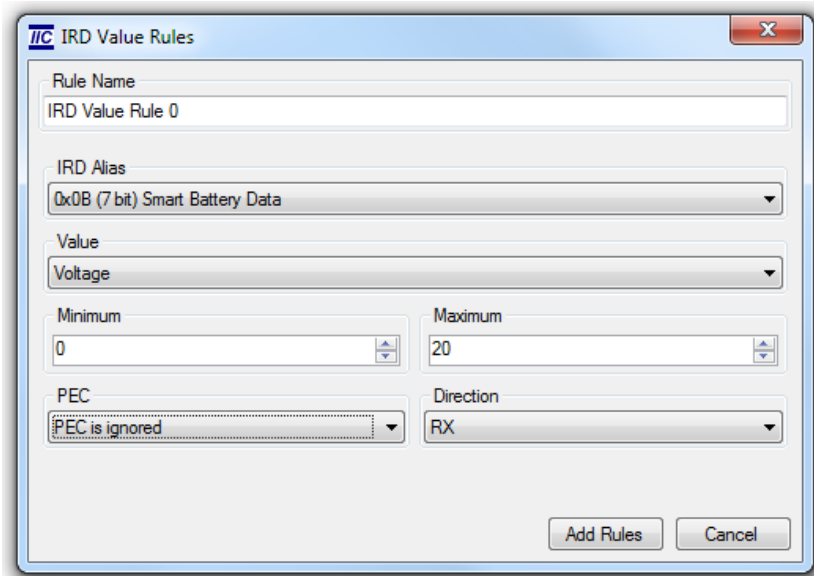 IIC IRD Value Rules
Rule Name
IRD Value Rule 0
IRD Alias
0x0B (7 bit) Smart Battery Data
Value
Voltage
Minimum Maximum
0 20
PEC Direction
PEC is ignored RX
Add Rules Cancel